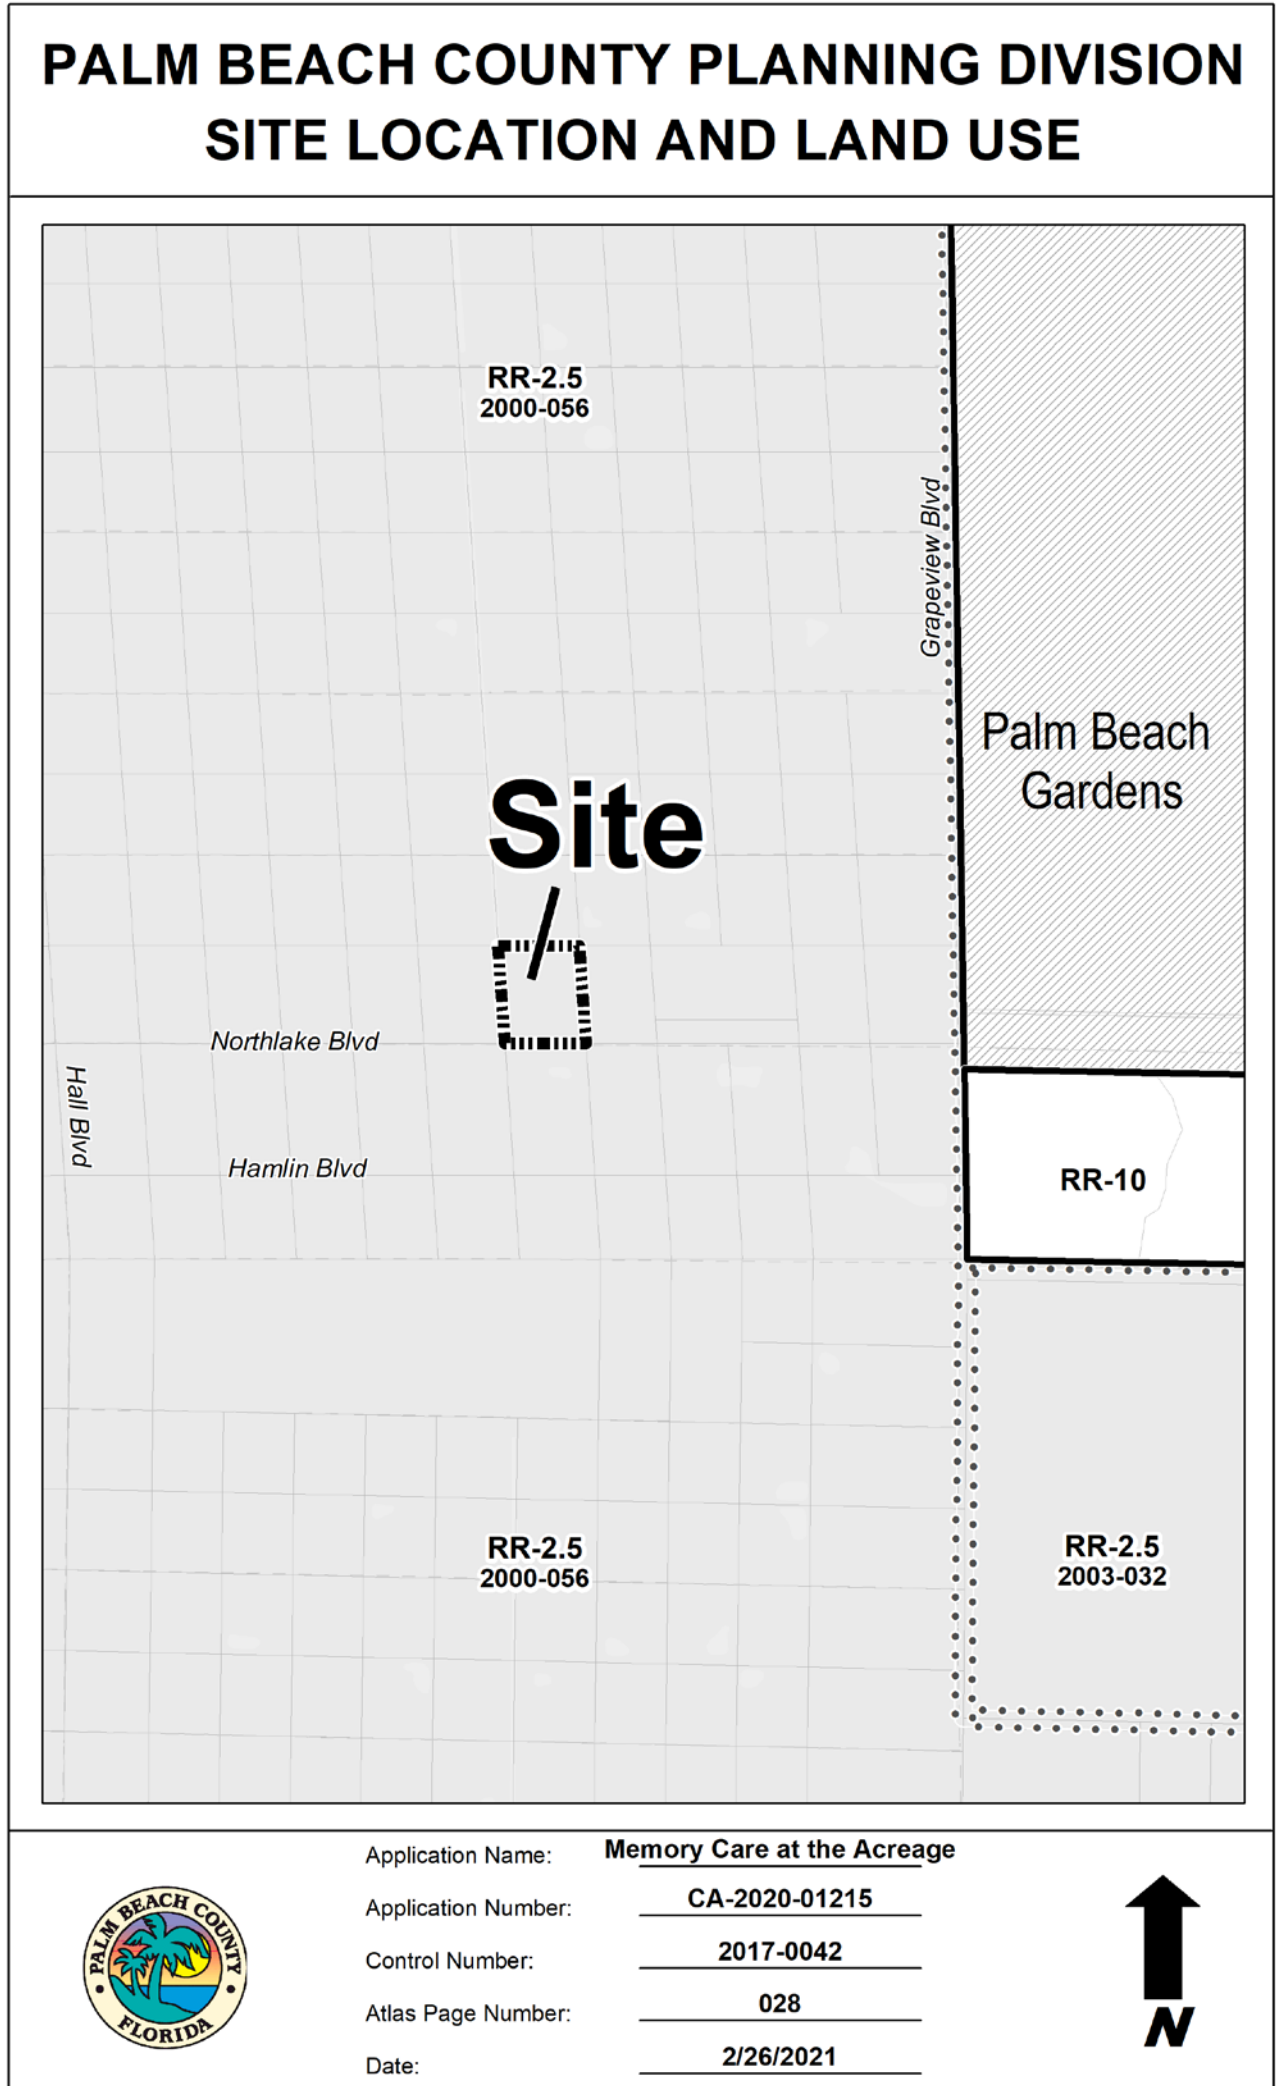 PALM BEACH COUNTY PLANNING DIVISION
SITE LOCATION AND LAND USE
RR-2.5
2000-056
Grapeview Blvd
Palm Beach
Gardens
Site
Northlake Blvd
Hall Blvd
Hamlin Blvd
RR-10
RR-2.5
2000-056
RR-2.5
2003-032
PALM BEACH COUNTY
FLORIDA
Application Name: Memory Care at the Acreage
Application Number: CA-2020-01215
Control Number: 2017-0042
Atlas Page Number: 028
Date: 2/26/2021
N